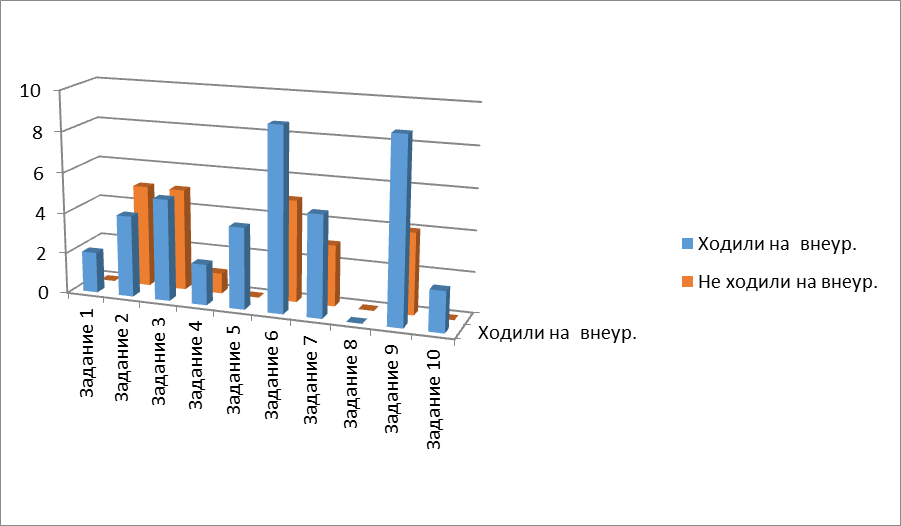 10
8
6
4
2
0
Задание 1
Задание 2
Задание 3
Задание 4
Задание 5
Задание 6
Задание 7
Задание 8
Задание 9
Задание 10
Ходили на  внеур.
Ходили на  внеур.
Не ходили на внеур.